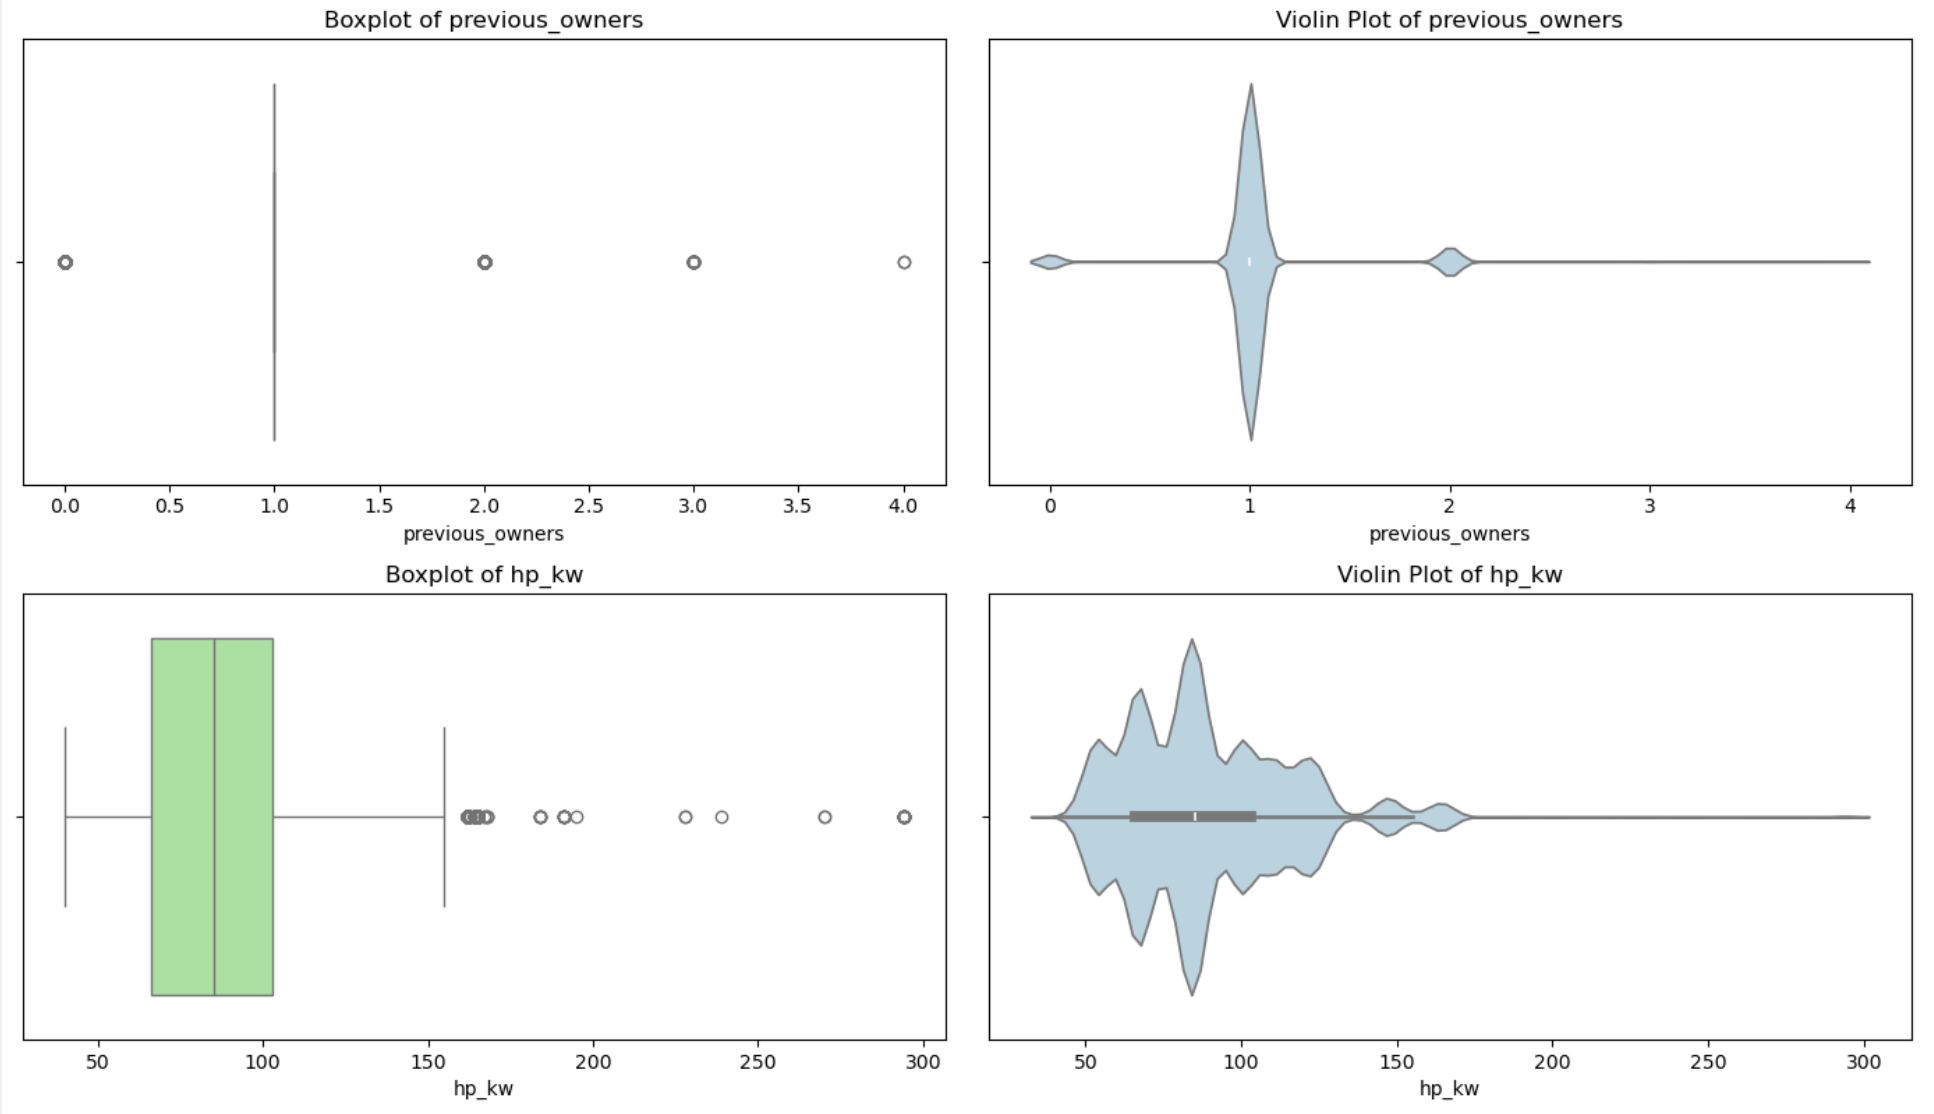 Boxplot of previous_owners
0.0 0.5 1.0 1.5 2.0 2.5 3.0 3.5 4.0
previous_owners
Violin Plot of previous_owners
0 1 2 3 4
previous_owners
Boxplot of hp_kw
50 100 150 200 250 300
hp_kw
Violin Plot of hp_kw
50 100 150 200 250 300
hp_kw